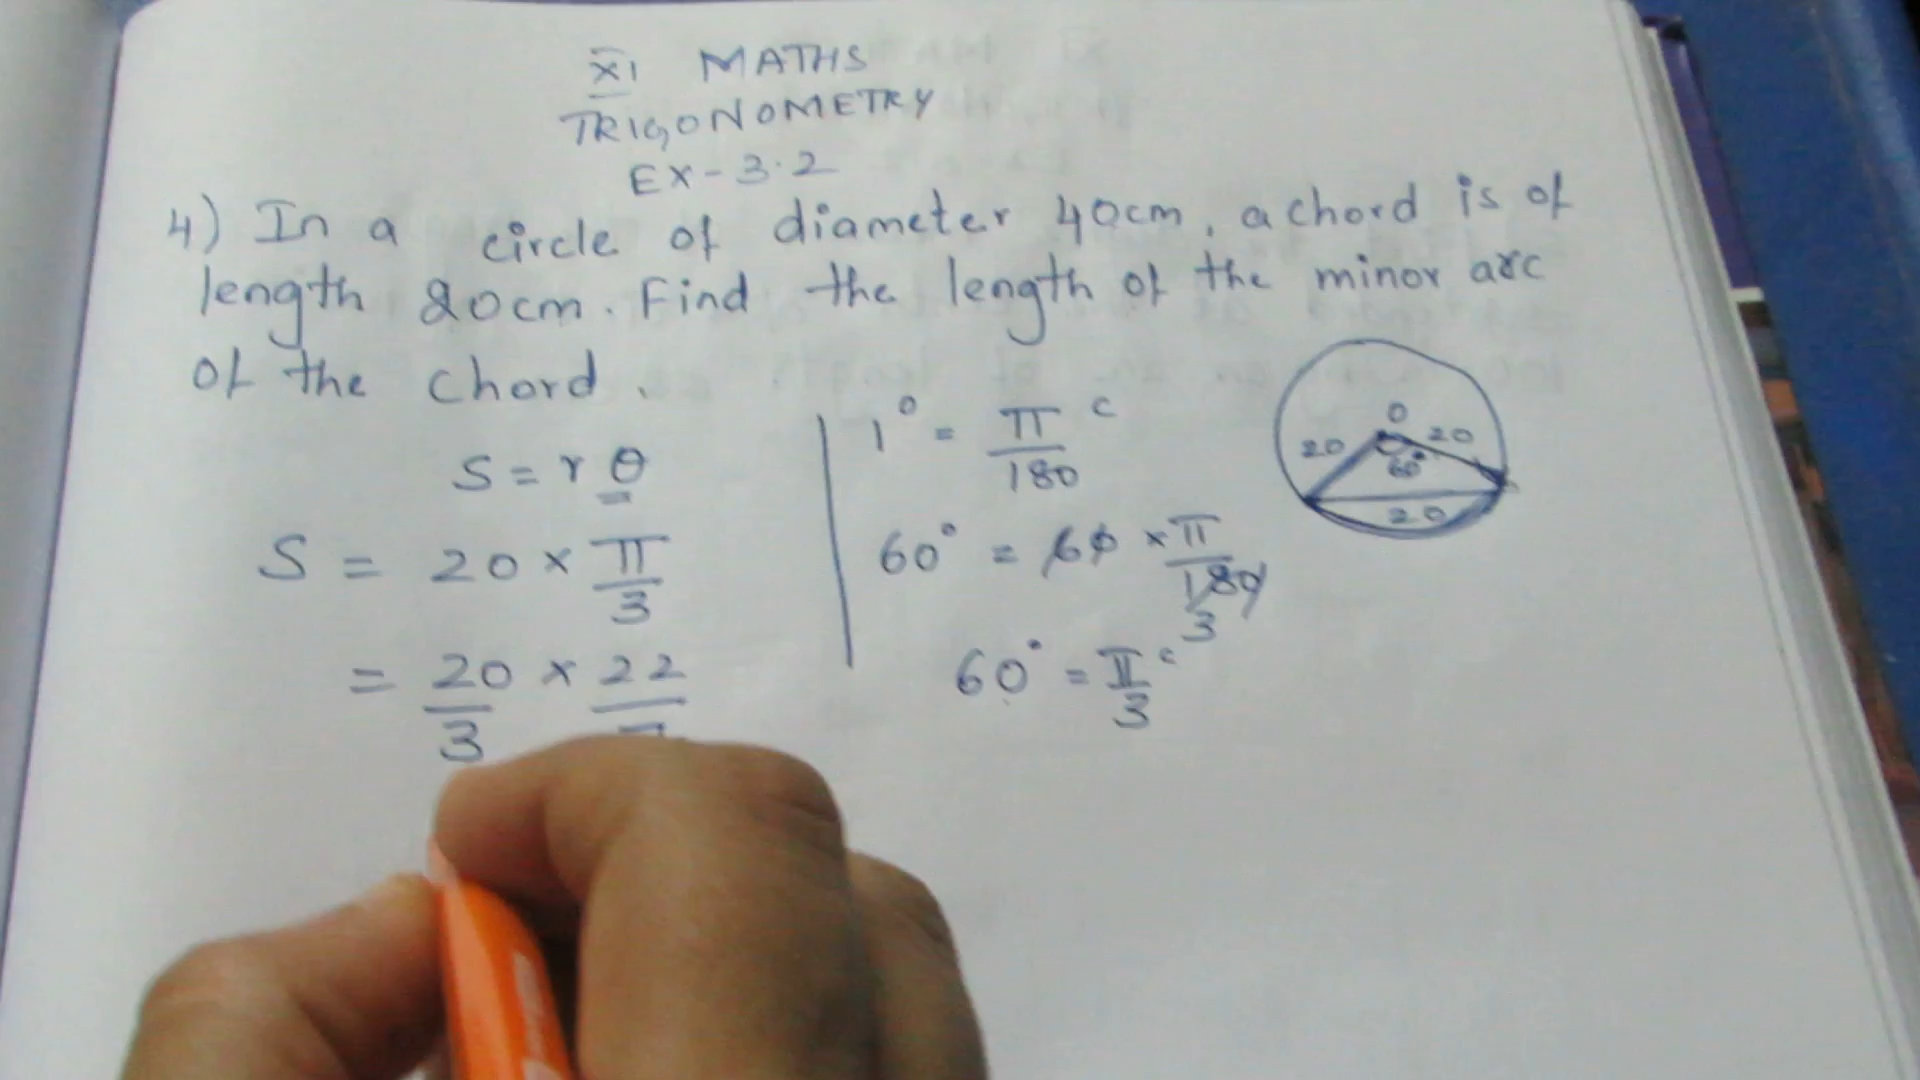 XI MATHS
TRIGONOMETRY
EX-3.2
4) In a circle of diameter 40cm, a chord is of
length 20cm. Find the length of the minor arc
of the chord.
S = r θ
S = 20 × π/3
= 20/3 × 22/7
1° = π/180 c
60° = 60 × π/180
3
60° = π/3 c
O
20 20
60°
20